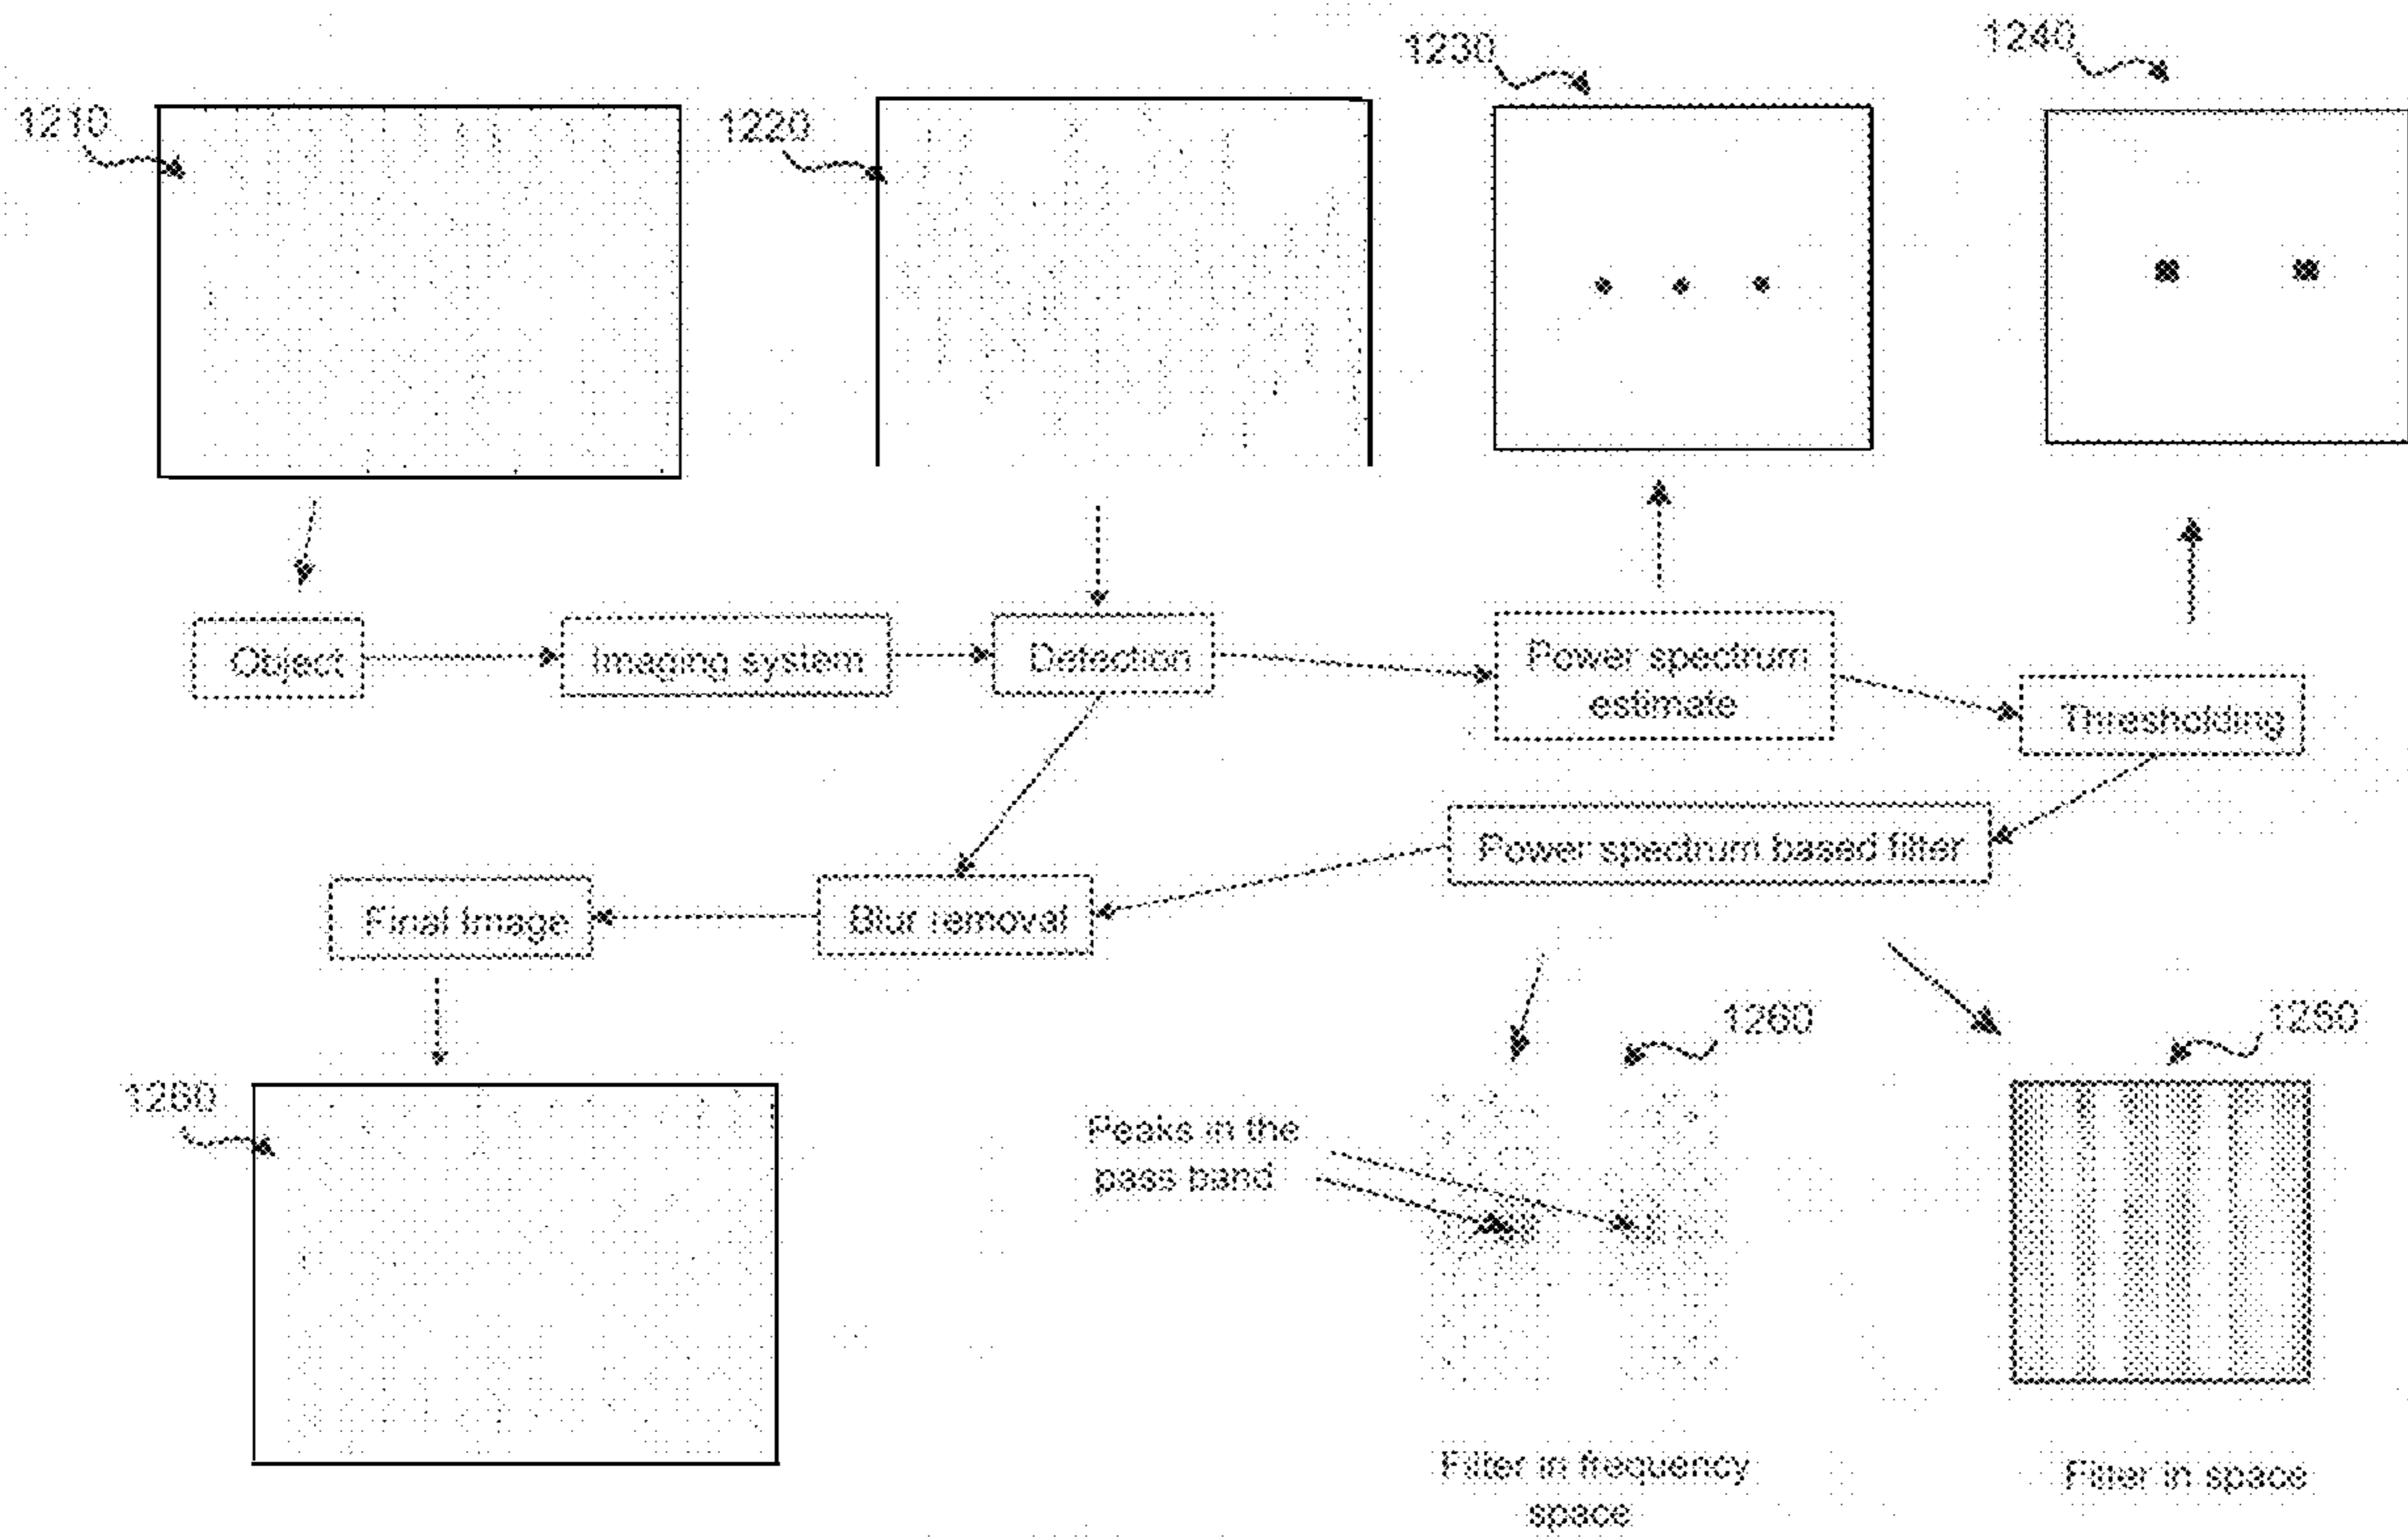 1230
1240
1210
1220
Object
Imaging system
Detection
Power spectrum
estimate
Thresholding
Power spectrum based filter
Final image
Blur removal
1260
1250
1260
Peaks in the
pass band
Filter in frequency
space
Filter in space